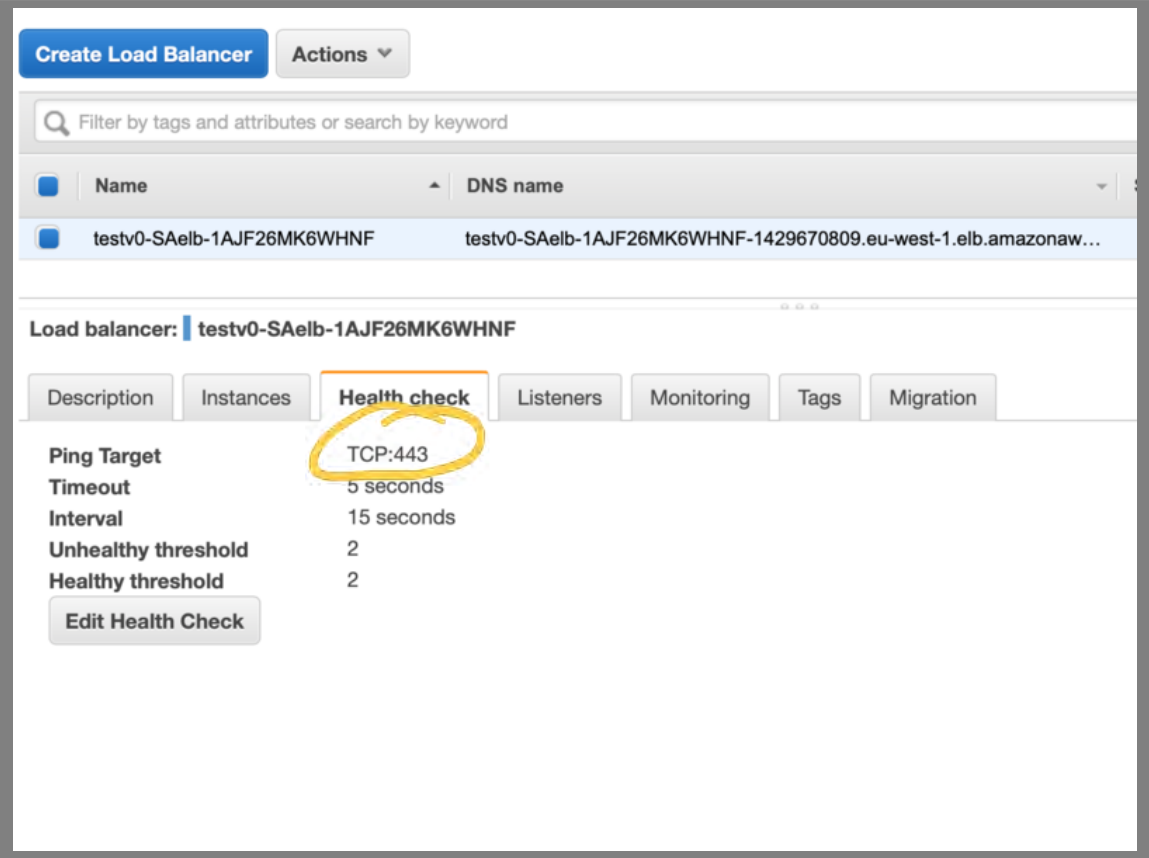 Create Load Balancer Actions
Filter by tags and attributes or search by keyword
Name DNS name
testv0-SAelb-1AJF26MK6WHNF testv0-SAelb-1AJF26MK6WHNF-1429670809.eu-west-1.elb.amazonaw...
Load balancer: testv0-SAelb-1AJF26MK6WHNF
Description Instances Health check Listeners Monitoring Tags Migration
Ping Target TCP:443
Timeout 5 seconds
Interval 15 seconds
Unhealthy threshold 2
Healthy threshold 2
Edit Health Check